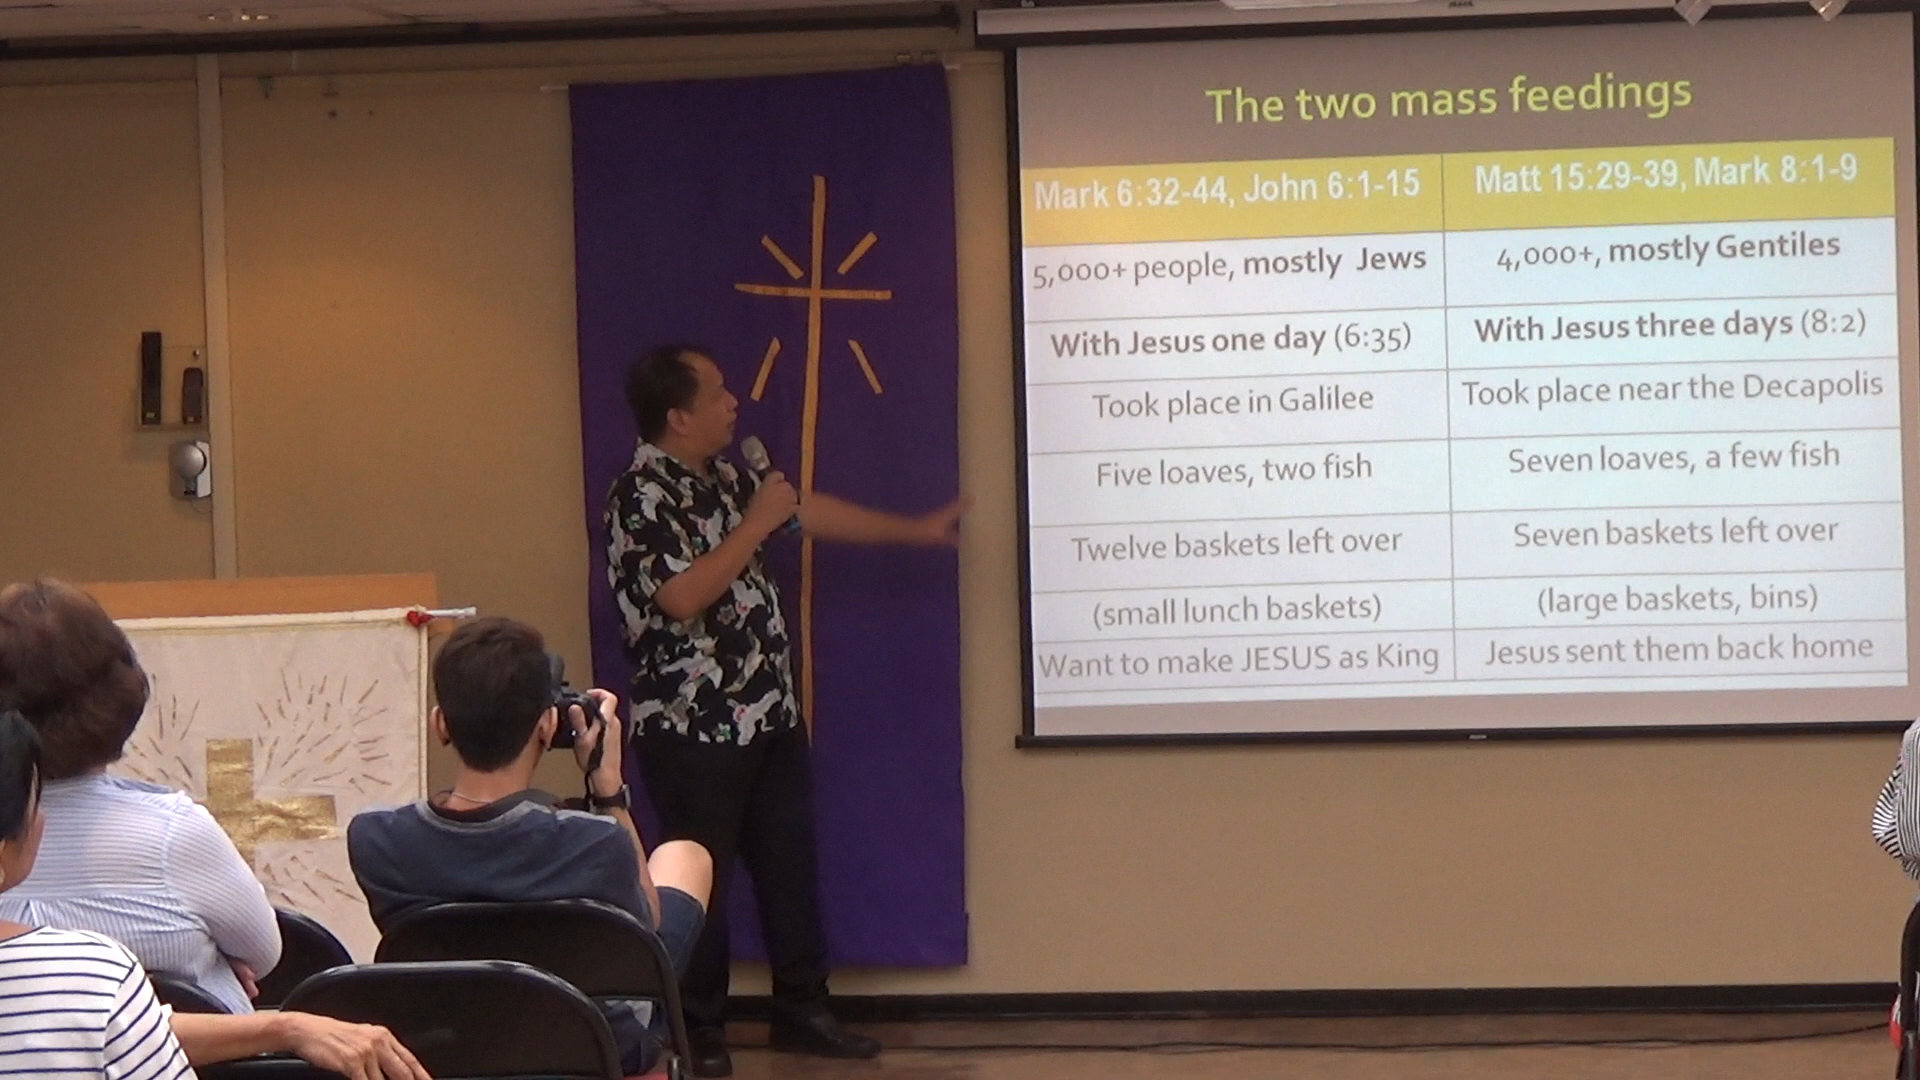 The two mass feedings
Mark 6:32-44, John 6:1-15 Matt 15:29-39, Mark 8:1-9
5,000+ people, mostly Jews 4,000+, mostly Gentiles
With Jesus one day (6:35) With Jesus three days (8:2)
Took place in Galilee Took place near the Decapolis
Five loaves, two fish Seven loaves, a few fish
Twelve baskets left over Seven baskets left over
(small lunch baskets) (large baskets, bins)
Want to make JESUS as King Jesus sent them back home